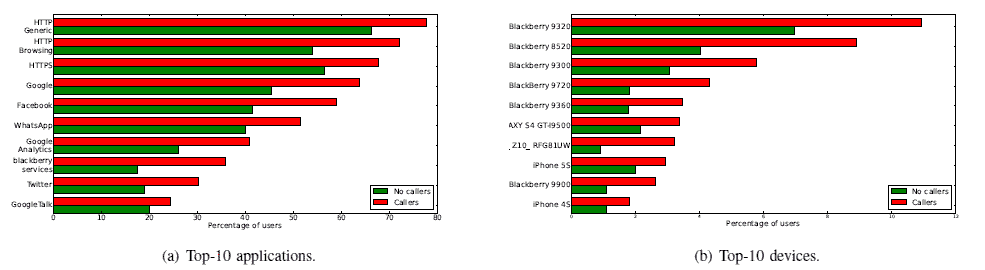 HTTP
Generic
HTTP
Browsing
HTTPS
Google
Facebook
WhatsApp
Google
Analytics
blackberry
services
Twitter
GoogleTalk
No callers
Callers
0 10 20 30 40 50 60 70 80
Percentage of users
(a) Top-10 applications.
Blackberry 9320
Blackberry 8520
Blackberry 9300
BlackBerry 9720
Blackberry 9360
AXY S4 GT-I9500
_Z10_ RFG81UW
iPhone 5S
Blackberry 9900
iPhone 4S
No callers
Callers
0 2 4 6 8 10 12
Percentage of users
(b) Top-10 devices.